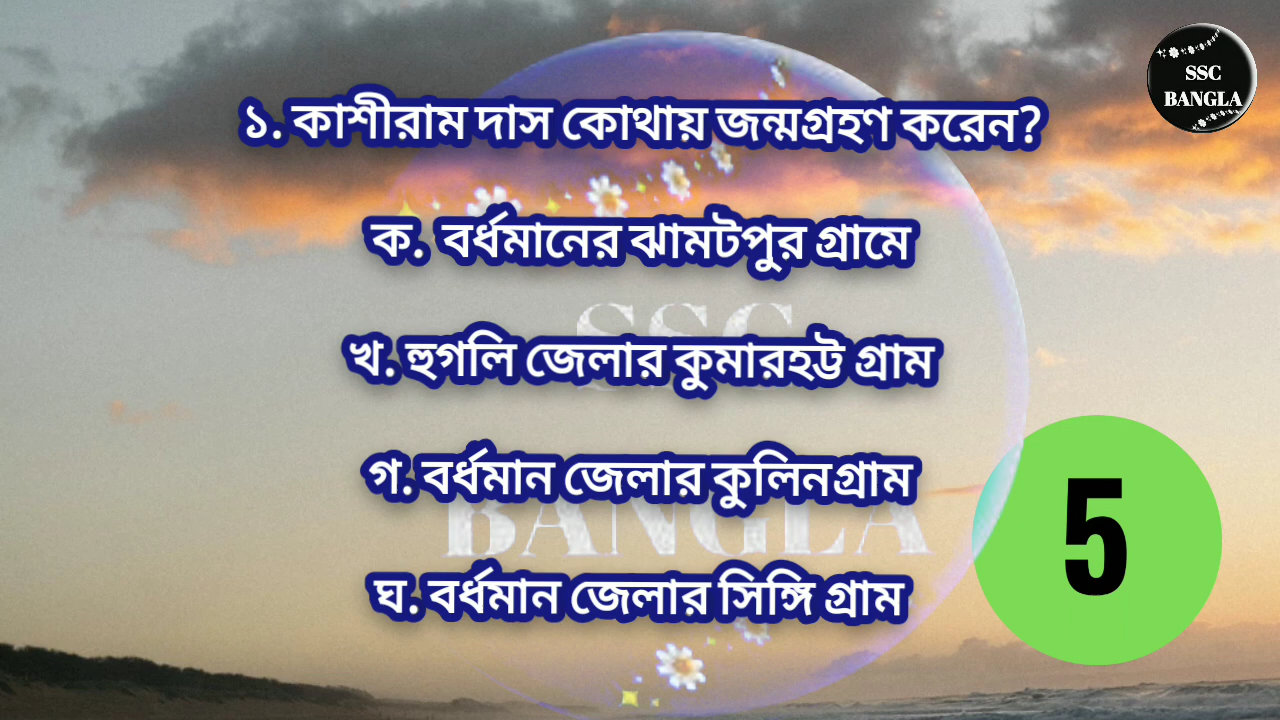 ১. কাশীরাম দাস কোথায় জন্মগ্রহণ করেন?
ক. বর্ধমানের ঝামটপুর গ্রামে
খ. হুগলি জেলার কুমারহট্ট গ্রাম
গ. বর্ধমান জেলার কুলিনগ্রাম
ঘ. বর্ধমান জেলার সিঙ্গি গ্রাম
5
SSC
BANGLA
SSC
BANGLA